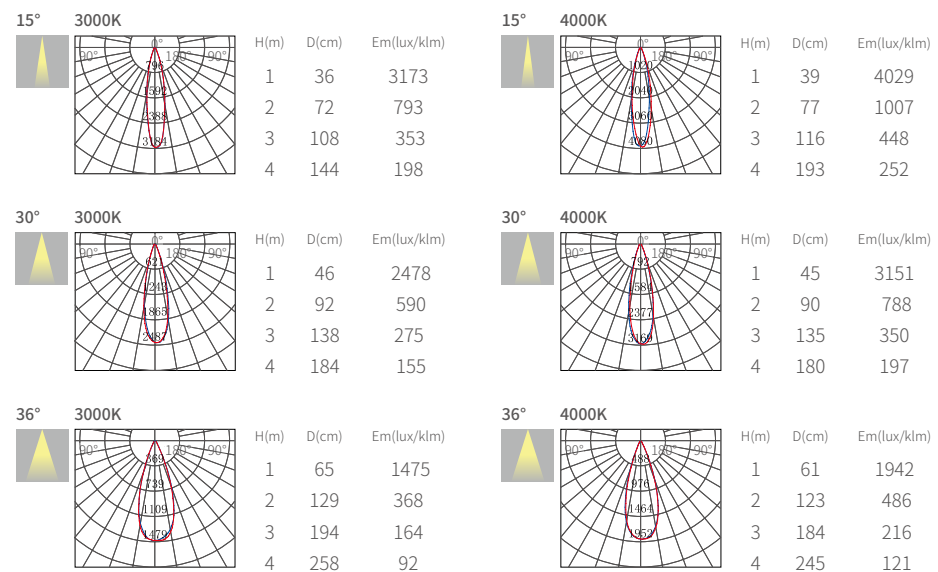 15° 3000K
0°
90° 180° 90°
796
1592
2388
3184
H(m) D(cm) Em(lux/klm)
1 36 3173
2 72 793
3 108 353
4 144 198
15° 4000K
0°
90° 180° 90°
1020
2040
3060
4080
H(m) D(cm) Em(lux/klm)
1 39 4029
2 77 1007
3 116 448
4 193 252
30° 3000K
0°
90° 180° 90°
621
1243
1865
2487
H(m) D(cm) Em(lux/klm)
1 46 2478
2 92 590
3 138 275
4 184 155
30° 4000K
0°
90° 180° 90°
792
1584
2377
3169
H(m) D(cm) Em(lux/klm)
1 45 3151
2 90 788
3 135 350
4 180 197
36° 3000K
0°
90° 180° 90°
369
739
1109
1479
H(m) D(cm) Em(lux/klm)
1 65 1475
2 129 368
3 194 164
4 258 92
36° 4000K
0°
90° 180° 90°
488
976
1464
1953
H(m) D(cm) Em(lux/klm)
1 61 1942
2 123 486
3 184 216
4 245 121